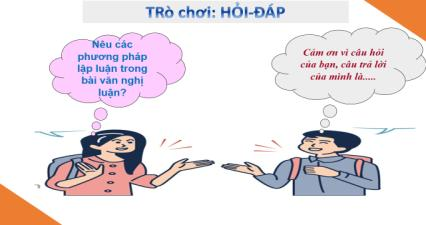 TRò chơi: HỎI-ĐÁP
Nêu các
phương pháp
lập luận trong
bài văn nghị
luận?
Cảm ơn vì câu hỏi
của bạn, câu trả lời
của mình là.....